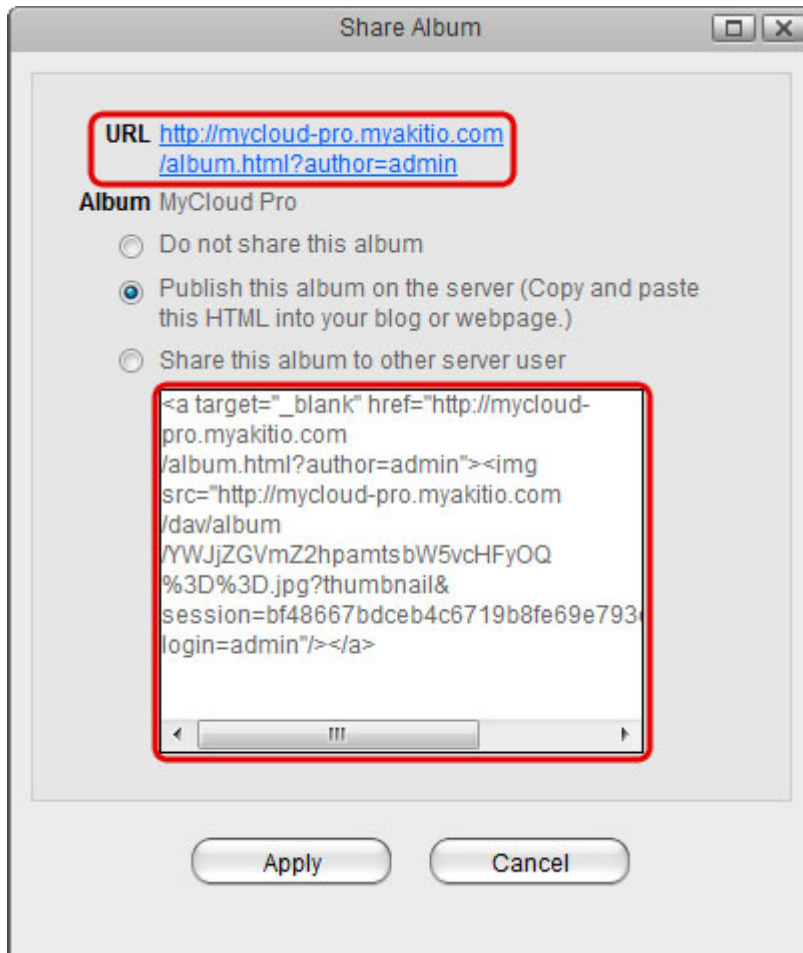 Share Album
URL http://mycloud-pro.myakitio.com
/album.html?author=admin
Album MyCloud Pro
Do not share this album
Publish this album on the server (Copy and paste
this HTML into your blog or webpage.)
Share this album to other server user
<a target="_blank" href="http://mycloud-
pro.myakitio.com
/album.html?author=admin"><img
src="http://mycloud-pro.myakitio.com
/dav/album
/YWJjZGVmZ2hpamtsbW5vcHFyOQ
%3D%3D.jpg?thumbnail&
session=bf48667bdceb4c6719b8fe69e793
login=admin"/></a>
Apply Cancel